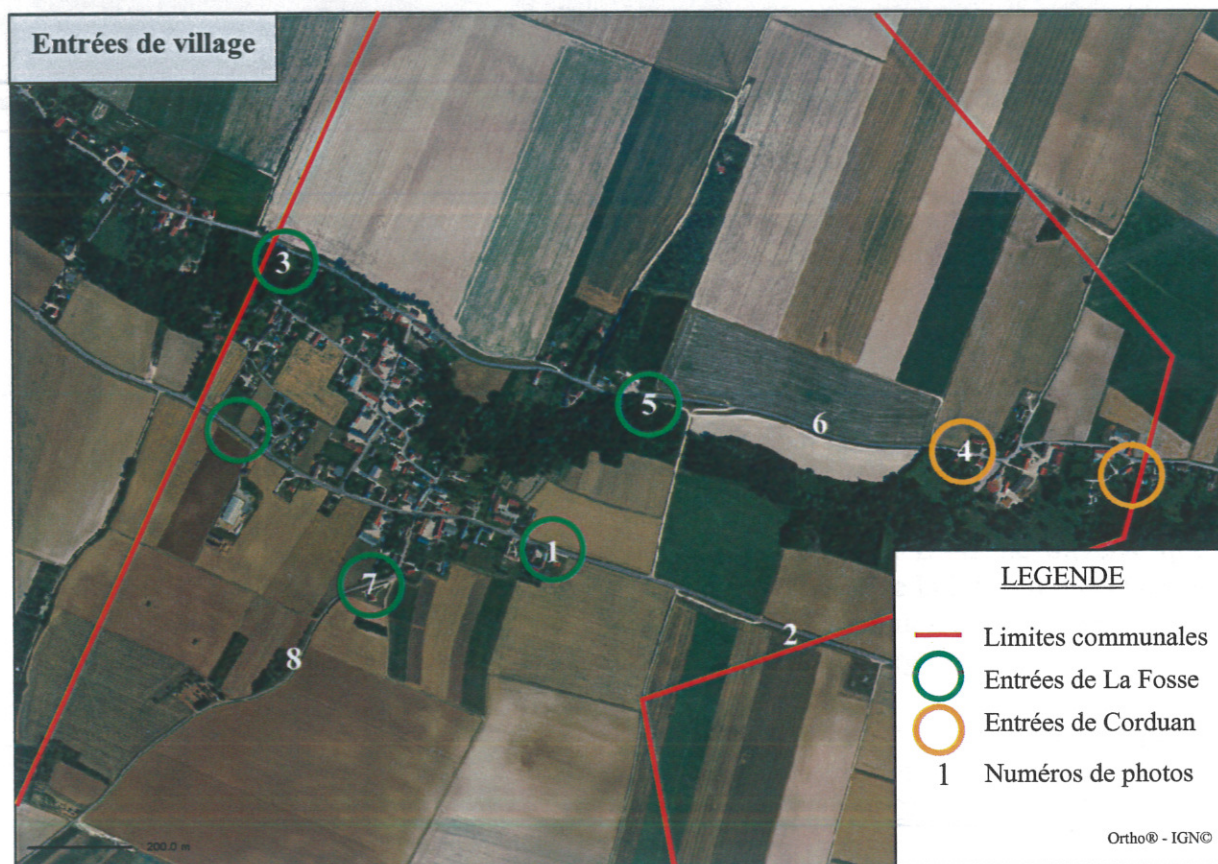 Entrées de village
3
5
6
4
1
7
2
8
200.0 m
LEGENDE
Limites communales
Entrées de La Fosse
Entrées de Corduan
1 Numéros de photos
Ortho® - IGN©